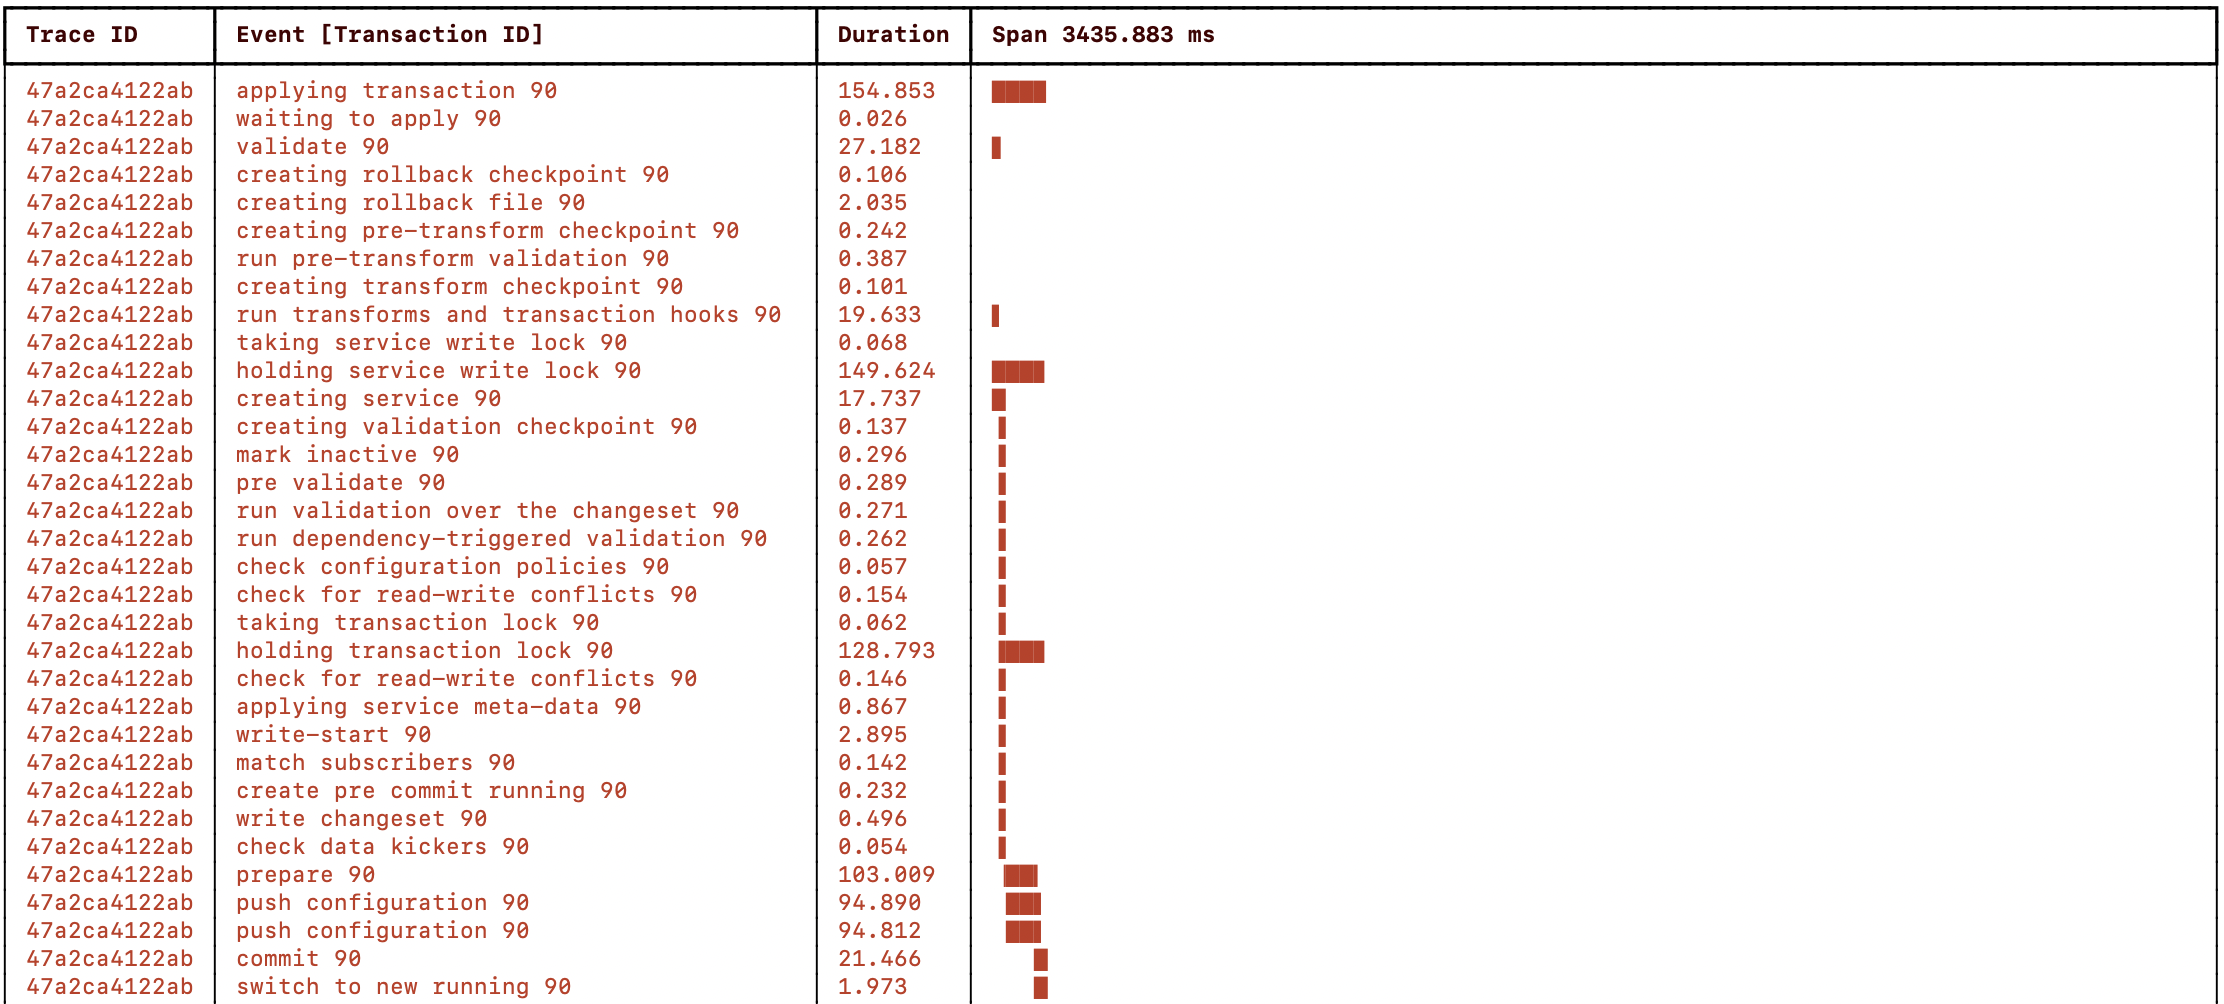 Trace ID Event [Transaction ID] Duration Span 3435.883 ms
47a2ca4122ab applying transaction 90 154.853
47a2ca4122ab waiting to apply 90 0.026
47a2ca4122ab validate 90 27.182
47a2ca4122ab creating rollback checkpoint 90 0.106
47a2ca4122ab creating rollback file 90 2.035
47a2ca4122ab creating pre-transform checkpoint 90 0.242
47a2ca4122ab run pre-transform validation 90 0.387
47a2ca4122ab creating transform checkpoint 90 0.101
47a2ca4122ab run transforms and transaction hooks 90 19.633
47a2ca4122ab taking service write lock 90 0.068
47a2ca4122ab holding service write lock 90 149.624
47a2ca4122ab creating service 90 17.737
47a2ca4122ab creating validation checkpoint 90 0.137
47a2ca4122ab mark inactive 90 0.296
47a2ca4122ab pre validate 90 0.289
47a2ca4122ab run validation over the changeset 90 0.271
47a2ca4122ab run dependency-triggered validation 90 0.262
47a2ca4122ab check configuration policies 90 0.057
47a2ca4122ab check for read-write conflicts 90 0.154
47a2ca4122ab taking transaction lock 90 0.062
47a2ca4122ab holding transaction lock 90 128.793
47a2ca4122ab check for read-write conflicts 90 0.146
47a2ca4122ab applying service meta-data 90 0.867
47a2ca4122ab write-start 90 2.895
47a2ca4122ab match subscribers 90 0.142
47a2ca4122ab create pre commit running 90 0.232
47a2ca4122ab write changeset 90 0.496
47a2ca4122ab check data kickers 90 0.054
47a2ca4122ab prepare 90 103.009
47a2ca4122ab push configuration 90 94.890
47a2ca4122ab push configuration 90 94.812
47a2ca4122ab commit 90 21.466
47a2ca4122ab switch to new running 90 1.973